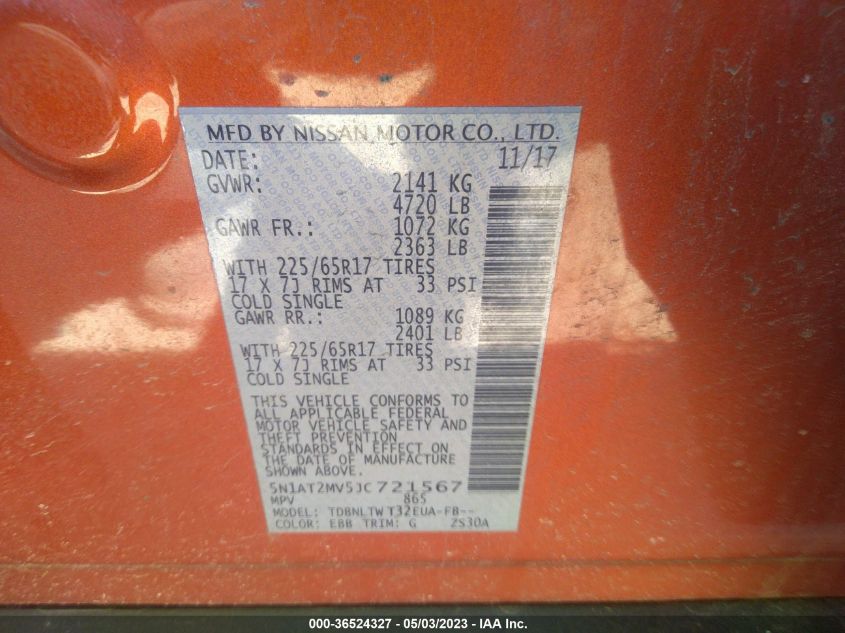 MFD BY NISSAN MOTOR CO., LTD.
DATE: 11/17
GVWR: 2141 KG
4720 LB
GAWR FR.: 1072 KG
2363 LB
WITH 225/65R17 TIRES
17 X 7J RIMS AT 33 PSI
COLD SINGLE
GAWR RR.: 1089 KG
2401 LB
WITH 225/65R17 TIRES
17 X 7J RIMS AT 33 PSI
COLD SINGLE
THIS VEHICLE CONFORMS TO
ALL APPLICABLE FEDERAL
MOTOR VEHICLE SAFETY AND
THEFT PREVENTION
STANDARDS IN EFFECT ON
THE DATE OF MANUFACTURE
SHOWN ABOVE.
5N1AT2MV5JC721567
MPV 865
MODEL: TDBNLTW T32EUA-FB--
COLOR: EBB TRIM: G ZS30A
000-36524327 - 05/03/2023 - IAA Inc.